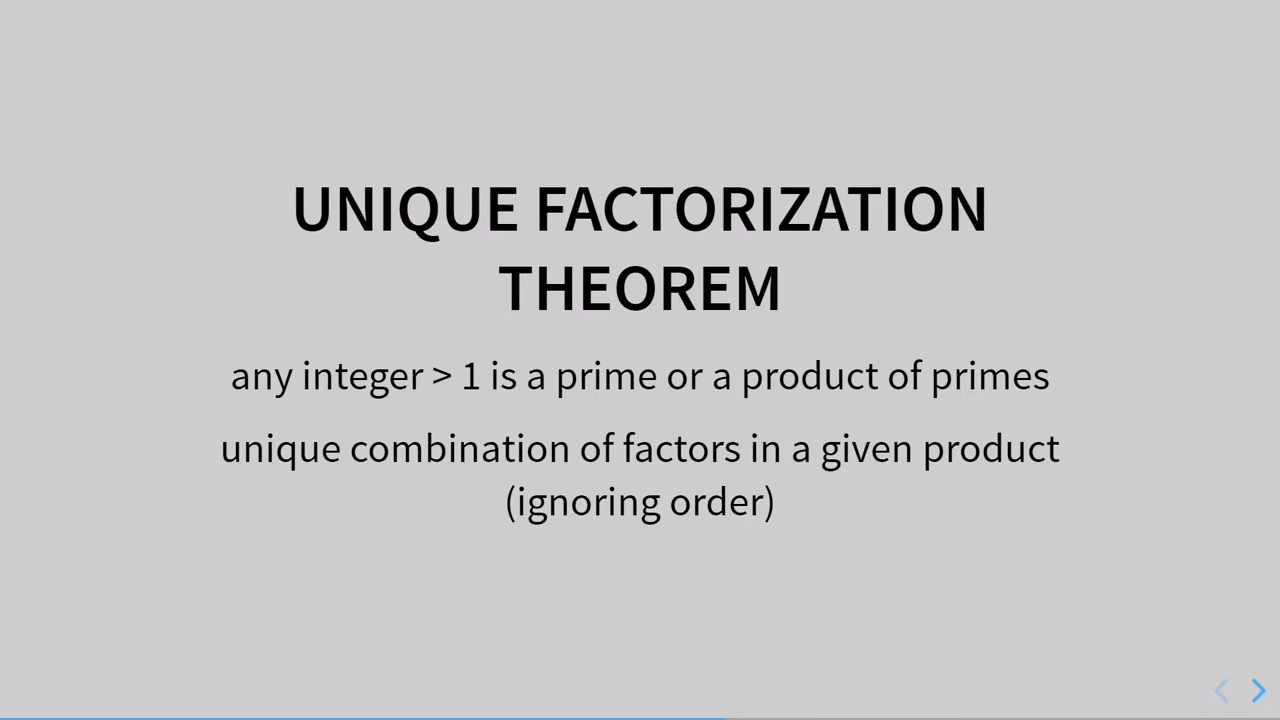 UNIQUE FACTORIZATION
THEOREM
any integer > 1 is a prime or a product of primes
unique combination of factors in a given product
(ignoring order)